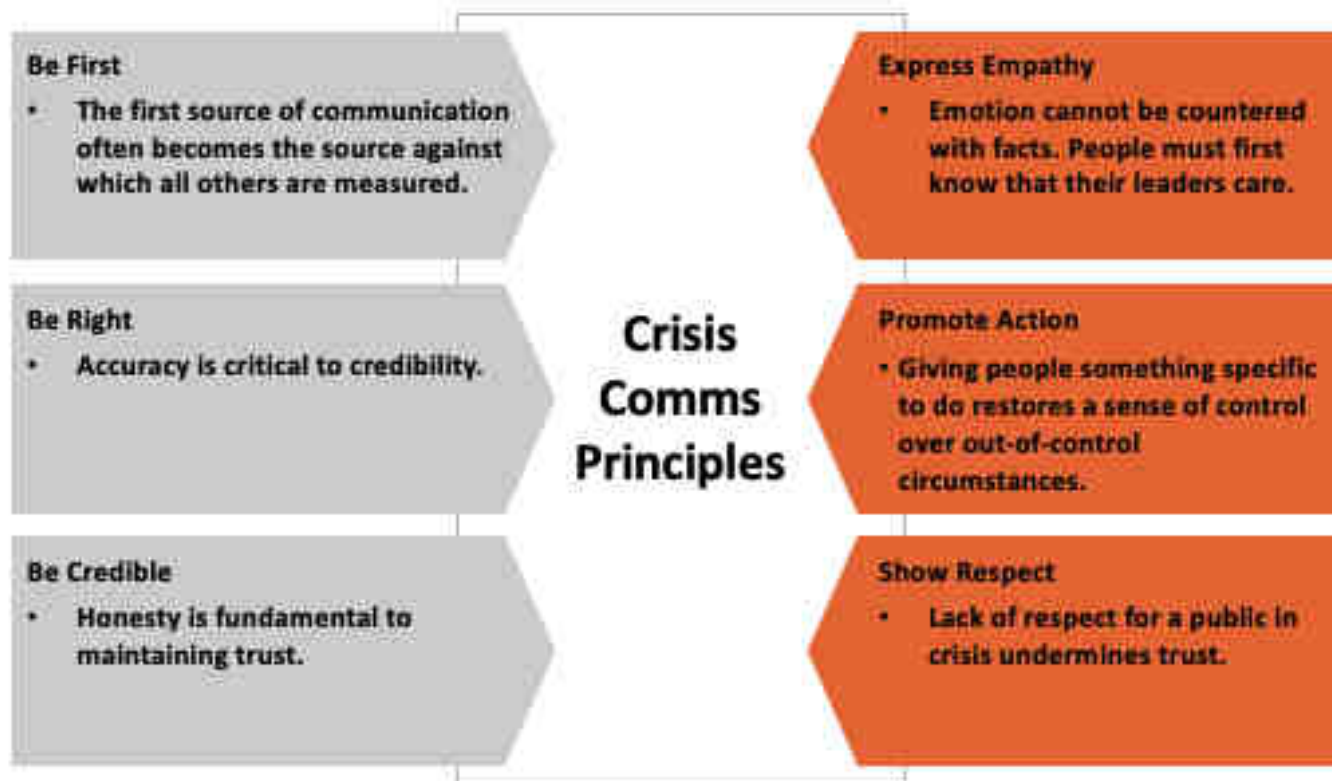 Be First
• The first source of communication
often becomes the source against
which all others are measured.
Be Right
• Accuracy is critical to credibility.
Be Credible
• Honesty is fundamental to
maintaining trust.
Crisis
Comms
Principles
Express Empathy
• Emotion cannot be countered
with facts. People must first
know that their leaders care.
Promote Action
• Giving people something specific
to do restores a sense of control
over out-of-control
circumstances.
Show Respect
• Lack of respect for a public in
crisis undermines trust.